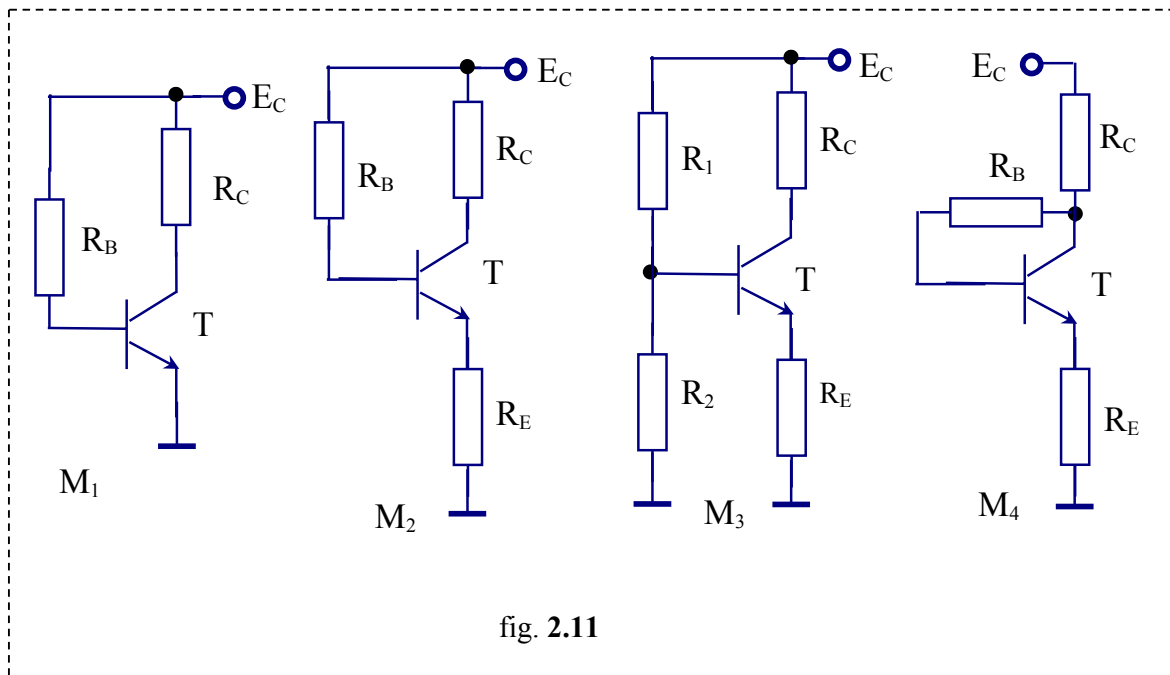 E_C
R_C
R_B
T
M_1
E_C
R_C
R_B
T
R_E
M_2
E_C
R_1
R_C
T
R_2
R_E
M_3
E_C
R_C
R_B
T
R_E
M_4
fig. 2.11